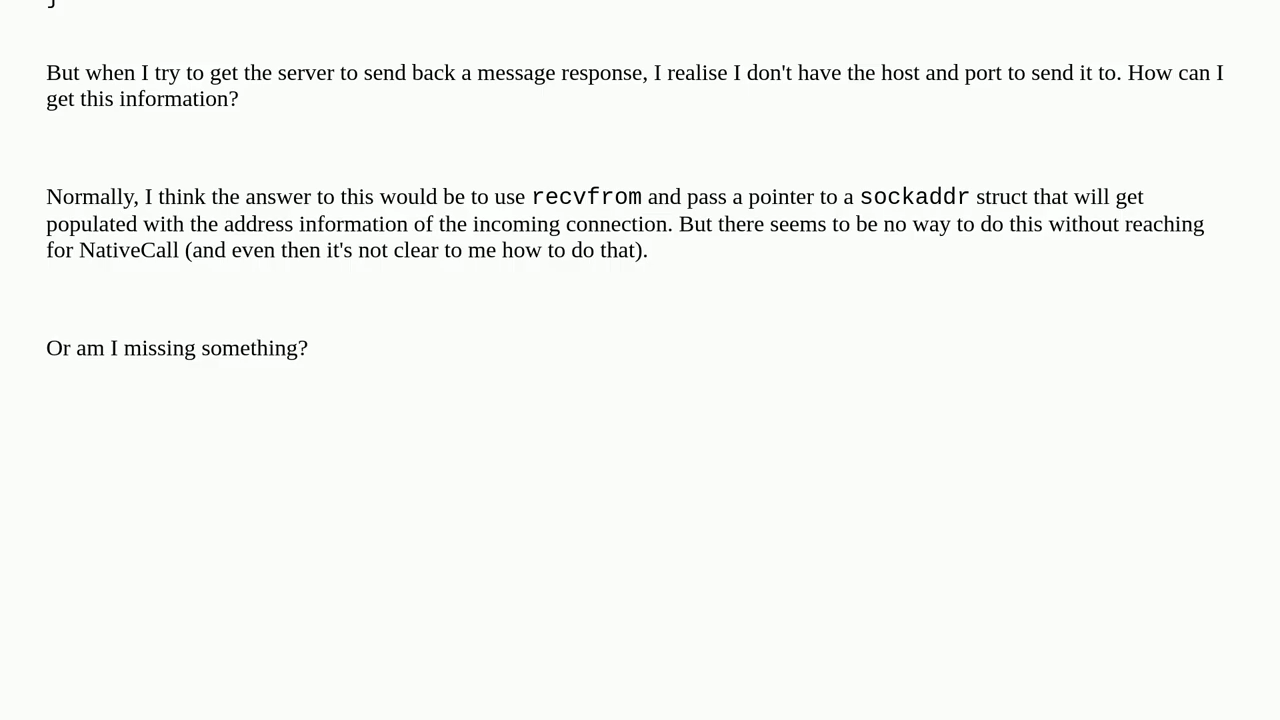 }
But when I try to get the server to send back a message response, I realise I don't have the host and port to send it to. How can I
get this information?
Normally, I think the answer to this would be to use recvfrom and pass a pointer to a sockaddr struct that will get
populated with the address information of the incoming connection. But there seems to be no way to do this without reaching
for NativeCall (and even then it's not clear to me how to do that).
Or am I missing something?